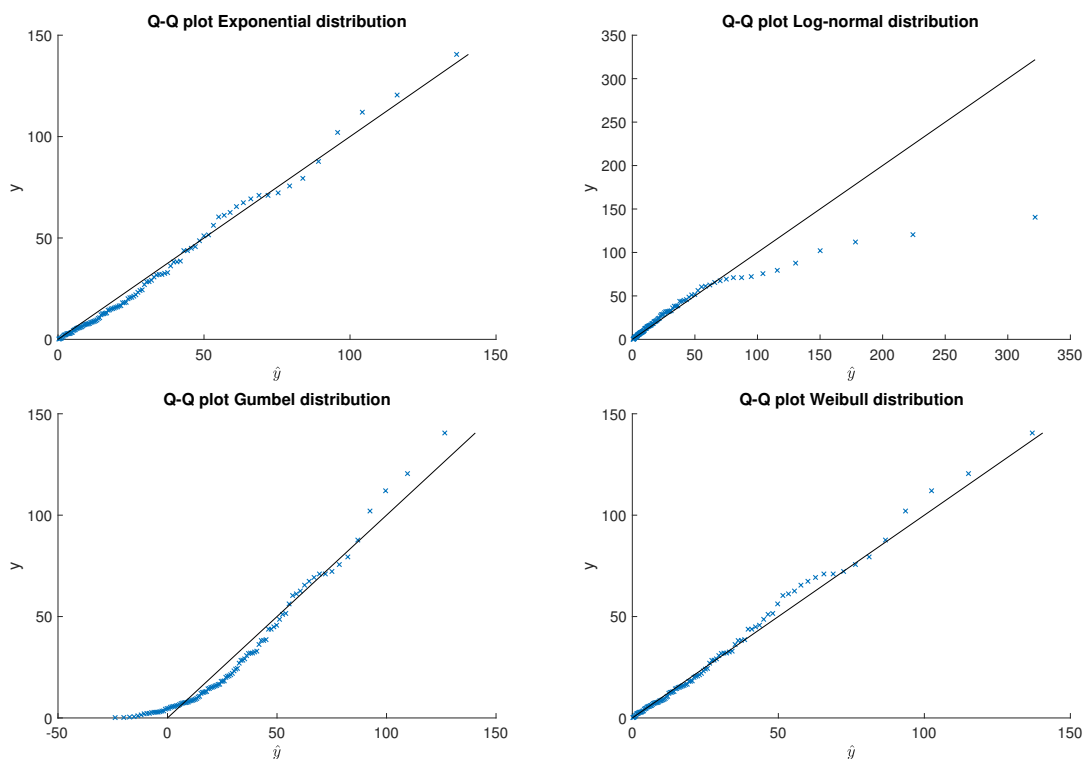 Q-Q plot Exponential distribution
150
100
50
0
y
0 50 100 150
ŷ
Q-Q plot Log-normal distribution
350
300
250
200
150
100
50
0
y
0 50 100 150 200 250 300 350
ŷ
Q-Q plot Gumbel distribution
150
100
50
0
y
-50 0 50 100 150
ŷ
Q-Q plot Weibull distribution
150
100
50
0
y
0 50 100 150
ŷ